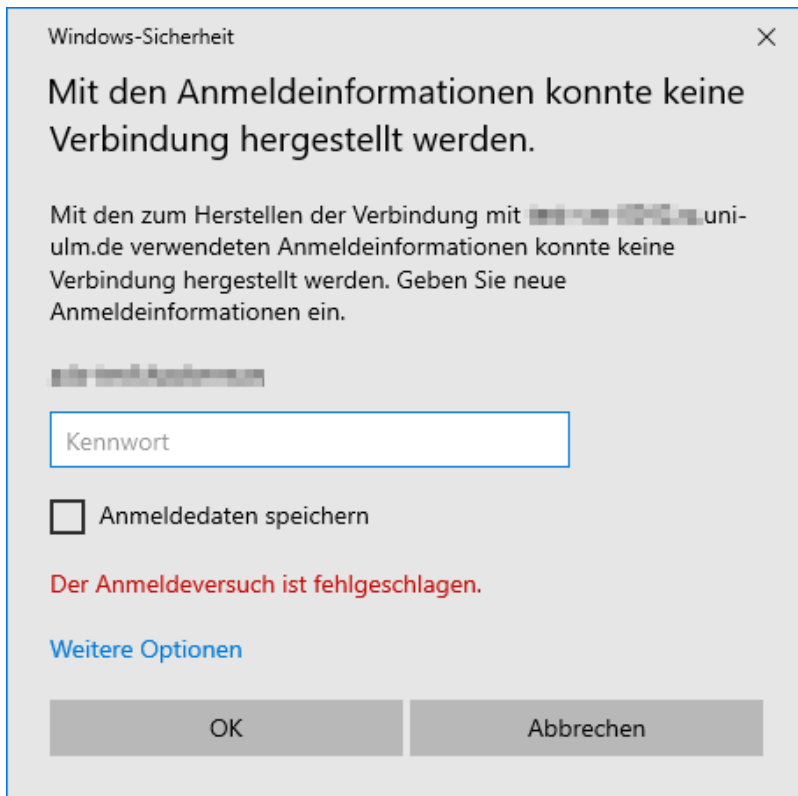 Windows-Sicherheit
Mit den Anmeldeinformationen konnte keine
Verbindung hergestellt werden.
Mit den zum Herstellen der Verbindung mit uni-
ulm.de verwendeten Anmeldeinformationen konnte keine
Verbindung hergestellt werden. Geben Sie neue
Anmeldeinformationen ein.
Kennwort
Anmeldedaten speichern
Der Anmeldeversuch ist fehlgeschlagen.
Weitere Optionen
OK
Abbrechen